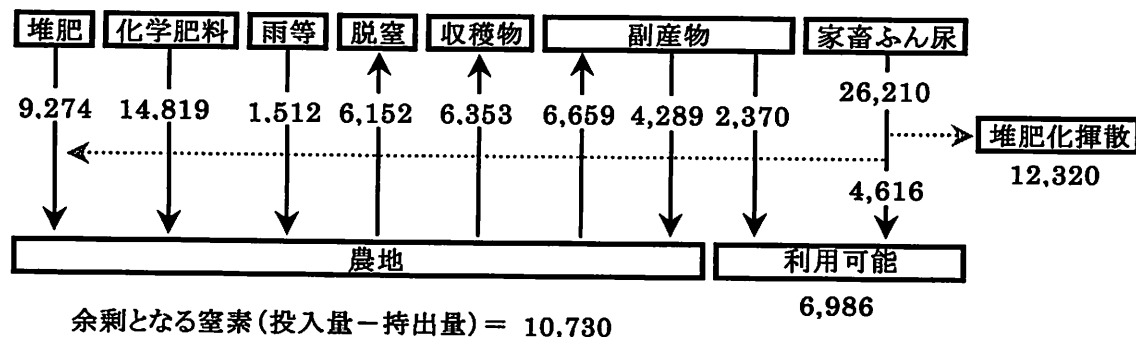 堆肥 化学肥料 雨等 脱窒 収穫物 副産物 家畜ふん尿
9,274 14,819 1,512 6,152 6,353 6,659 4,289 2,370 26,210
堆肥化揮散
12,320
4,616
農地 利用可能
6,986
余剰となる窒素(投入量－持出量)= 10,730